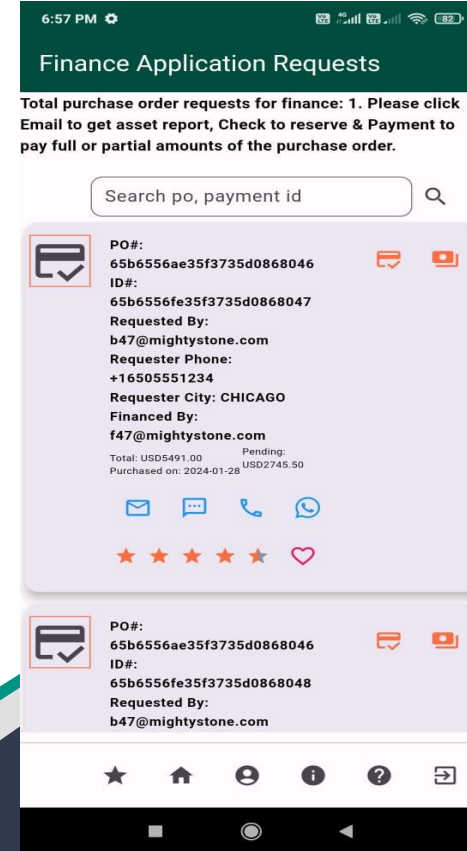 6:57 PM
4G
82
Finance Application Requests
Total purchase order requests for finance: 1. Please click
Email to get asset report, Check to reserve & Payment to
pay full or partial amounts of the purchase order.
Search po, payment id
PO#:
65b6556ae35f3735d0868046
ID#:
65b6556fe35f3735d0868047
Requested By:
b47@mightystone.com
Requester Phone:
+16505551234
Requester City: CHICAGO
Financed By:
f47@mightystone.com
Total: USD5491.00
Purchased on: 2024-01-28
Pending:
USD2745.50
PO#:
65b6556ae35f3735d0868046
ID#:
65b6556fe35f3735d0868048
Requested By:
b47@mightystone.com